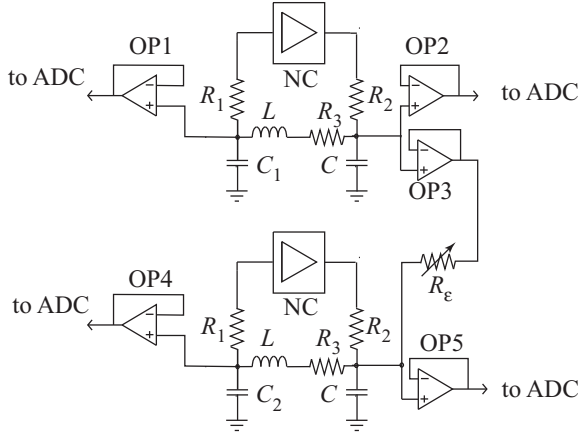 OP1
OP2
to ADC
NC
to ADC
R1
L
R3
R2
C1
C
OP3
Rε
OP4
to ADC
NC
R1
L
R3
R2
OP5
C2
C
to ADC
− + − + − + − + − +